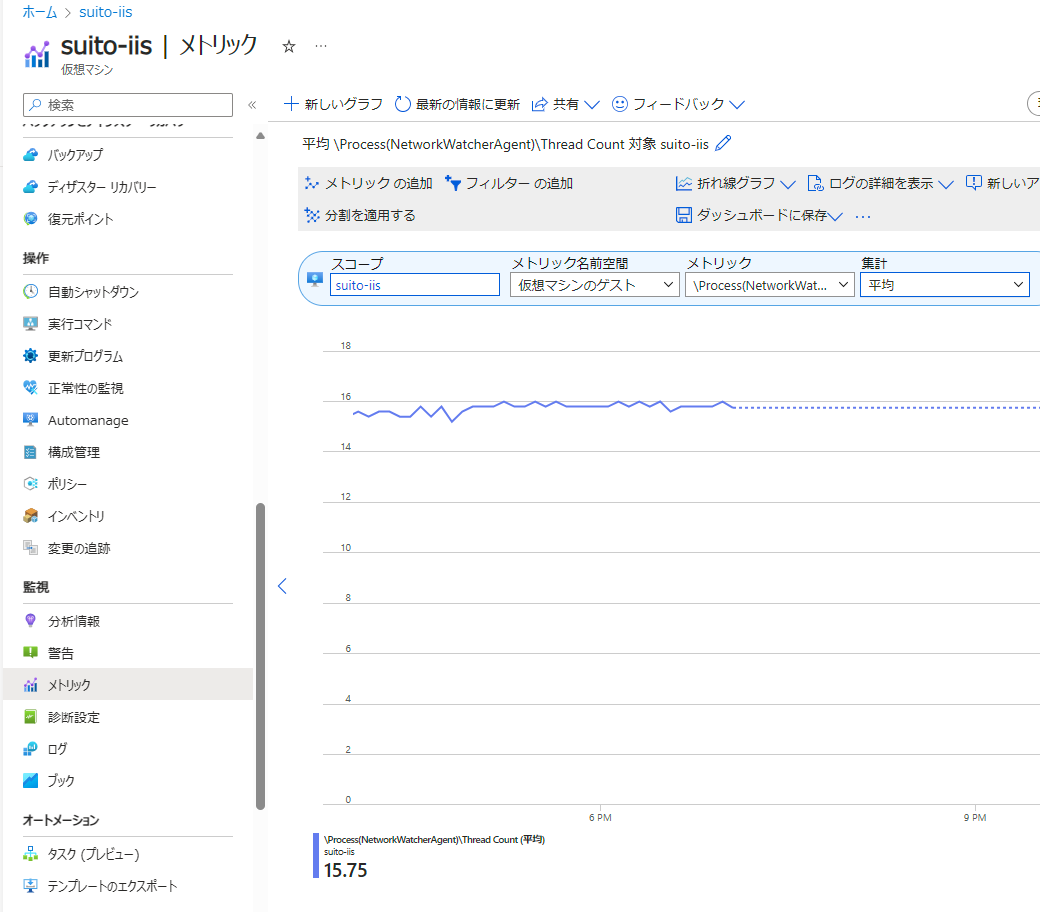 ホーム > suito-iis
suito-iis | メトリック ☆ …
仮想マシン
検索 «
バックアップ
ディザスター リカバリー
復元ポイント
操作
自動シャットダウン
実行コマンド
更新プログラム
正常性の監視
Automanage
構成管理
ポリシー
インベントリ
変更の追跡
監視
分析情報
警告
メトリック
診断設定
ログ
ブック
オートメーション
タスク (プレビュー)
テンプレートのエクスポート
新しいグラフ 最新の情報に更新 共有 フィードバック
平均 \Process(NetworkWatcherAgent)\Thread Count 対象 suito-iis
メトリック の追加 フィルター の追加 折れ線グラフ ログの詳細を表示 新しいア
分割を適用する ダッシュボードに保存 …
スコープ メトリック名前空間 メトリック 集計
suito-iis 仮想マシンのゲスト \Process(NetworkWat... 平均
18
16
14
12
10
8
6
4
2
0
6 PM 9 PM
\Process(NetworkWatcherAgent)\Thread Count (平均)
suito-iis
15.75